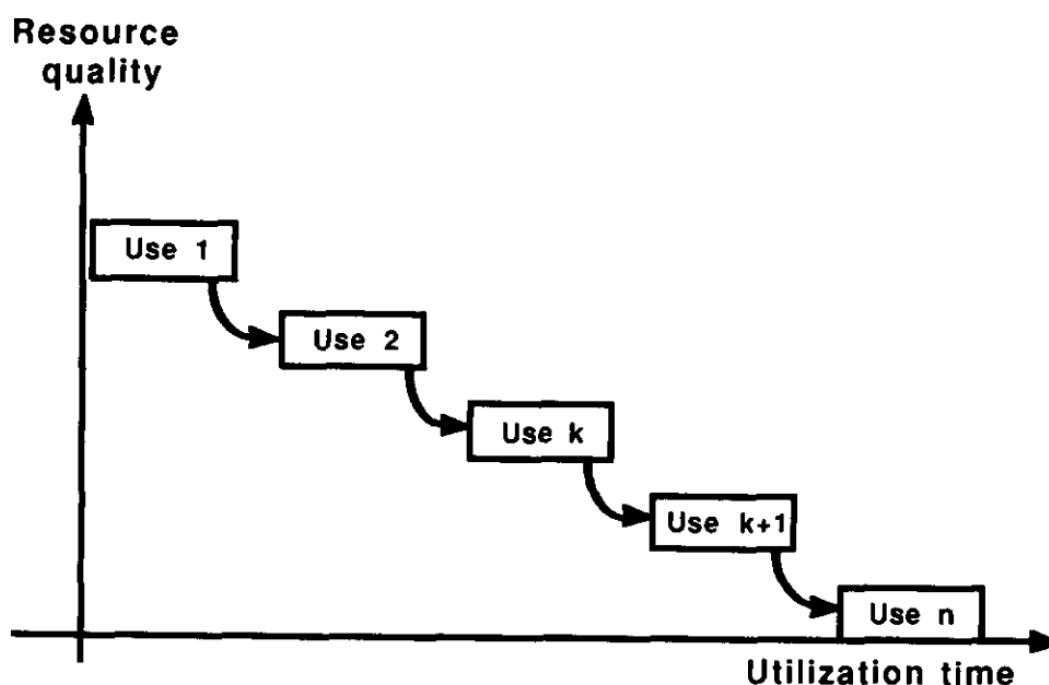 Resource
quality
Use 1
Use 2
Use k
Use k+1
Use n
Utilization time